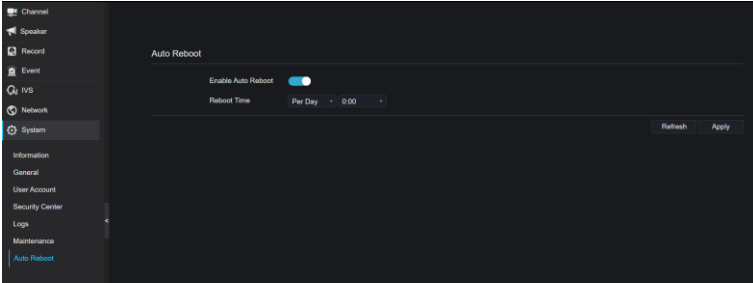 Channel
Speaker
Record
Event
IVS
Network
System
Information
General
User Account
Security Center
Logs
Maintenance
Auto Reboot
<
Auto Reboot
Enable Auto Reboot
Reboot Time Per Day 0:00
Refresh Apply